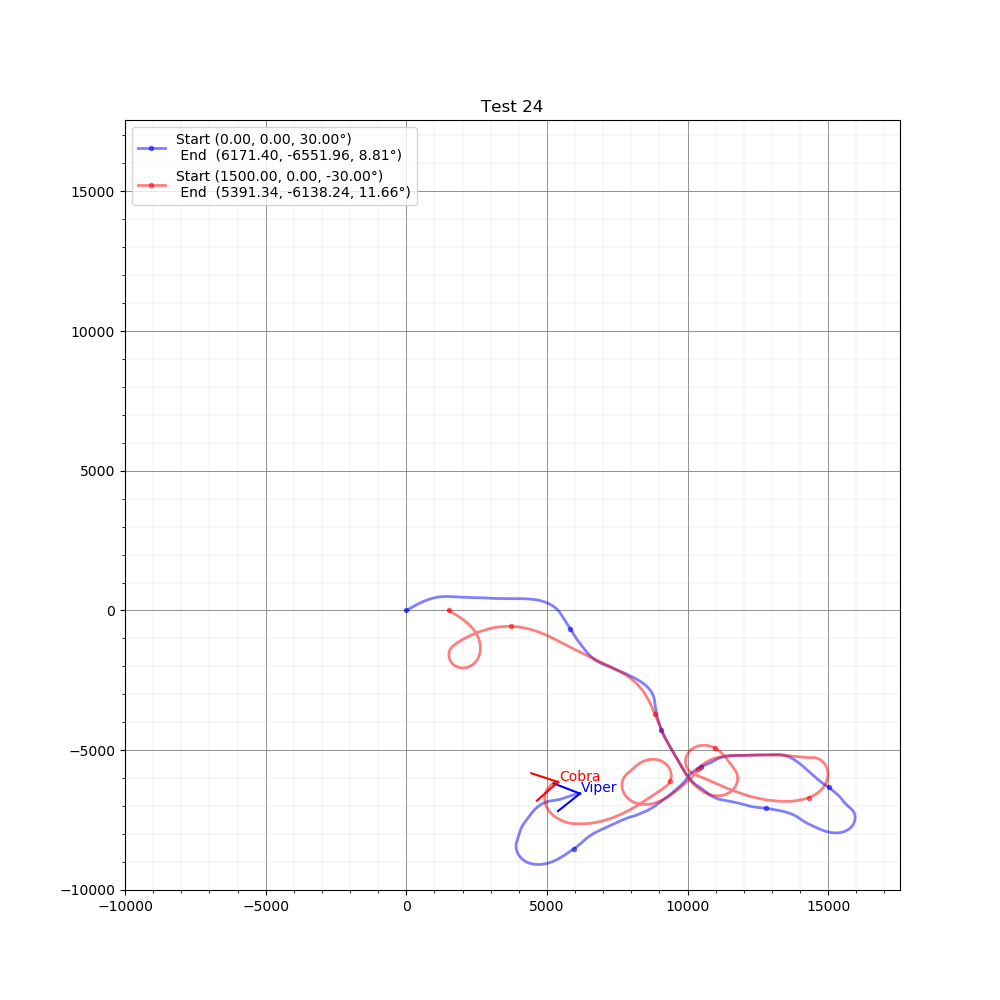 Test 24
Start (0.00, 0.00, 30.00°)
End (6171.40, -6551.96, 8.81°)
Start (1500.00, 0.00, -30.00°)
End (5391.34, -6138.24, 11.66°)
15000
10000
5000
0
−5000
−10000
Cobra
Viper
−10000
−5000
0
5000
10000
15000